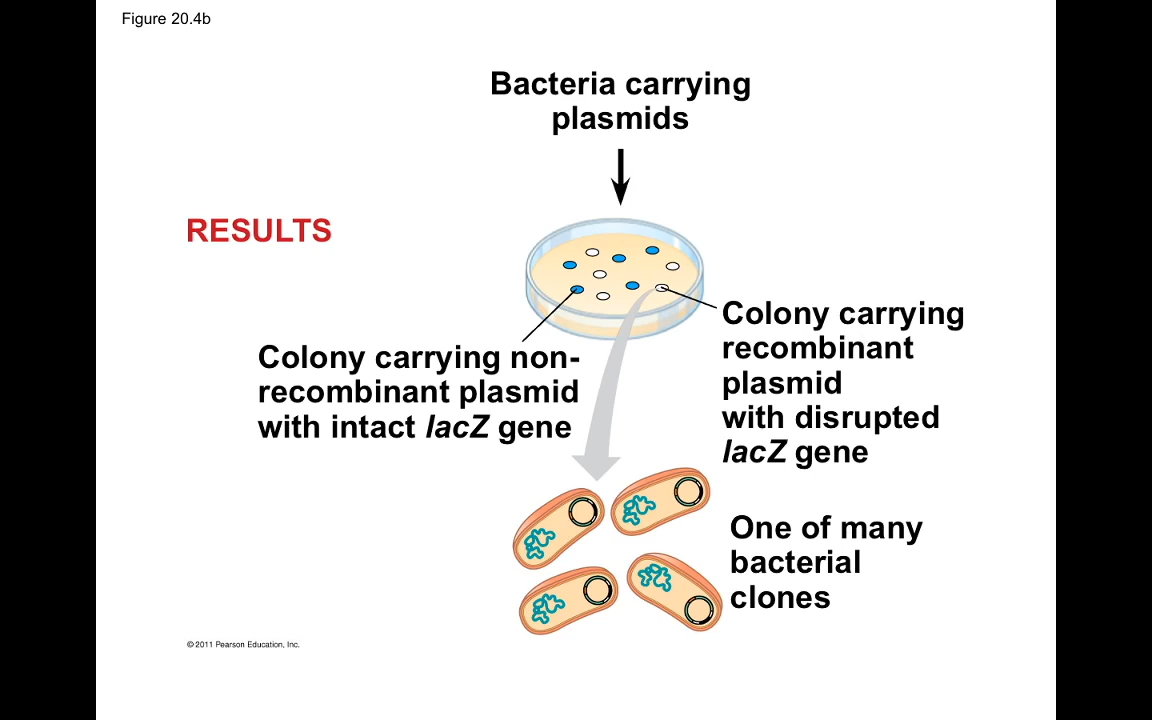 Figure 20.4b
Bacteria carrying
plasmids
RESULTS
Colony carrying non-
recombinant plasmid
with intact lacZ gene
Colony carrying
recombinant
plasmid
with disrupted
lacZ gene
One of many
bacterial
clones
© 2011 Pearson Education, Inc.